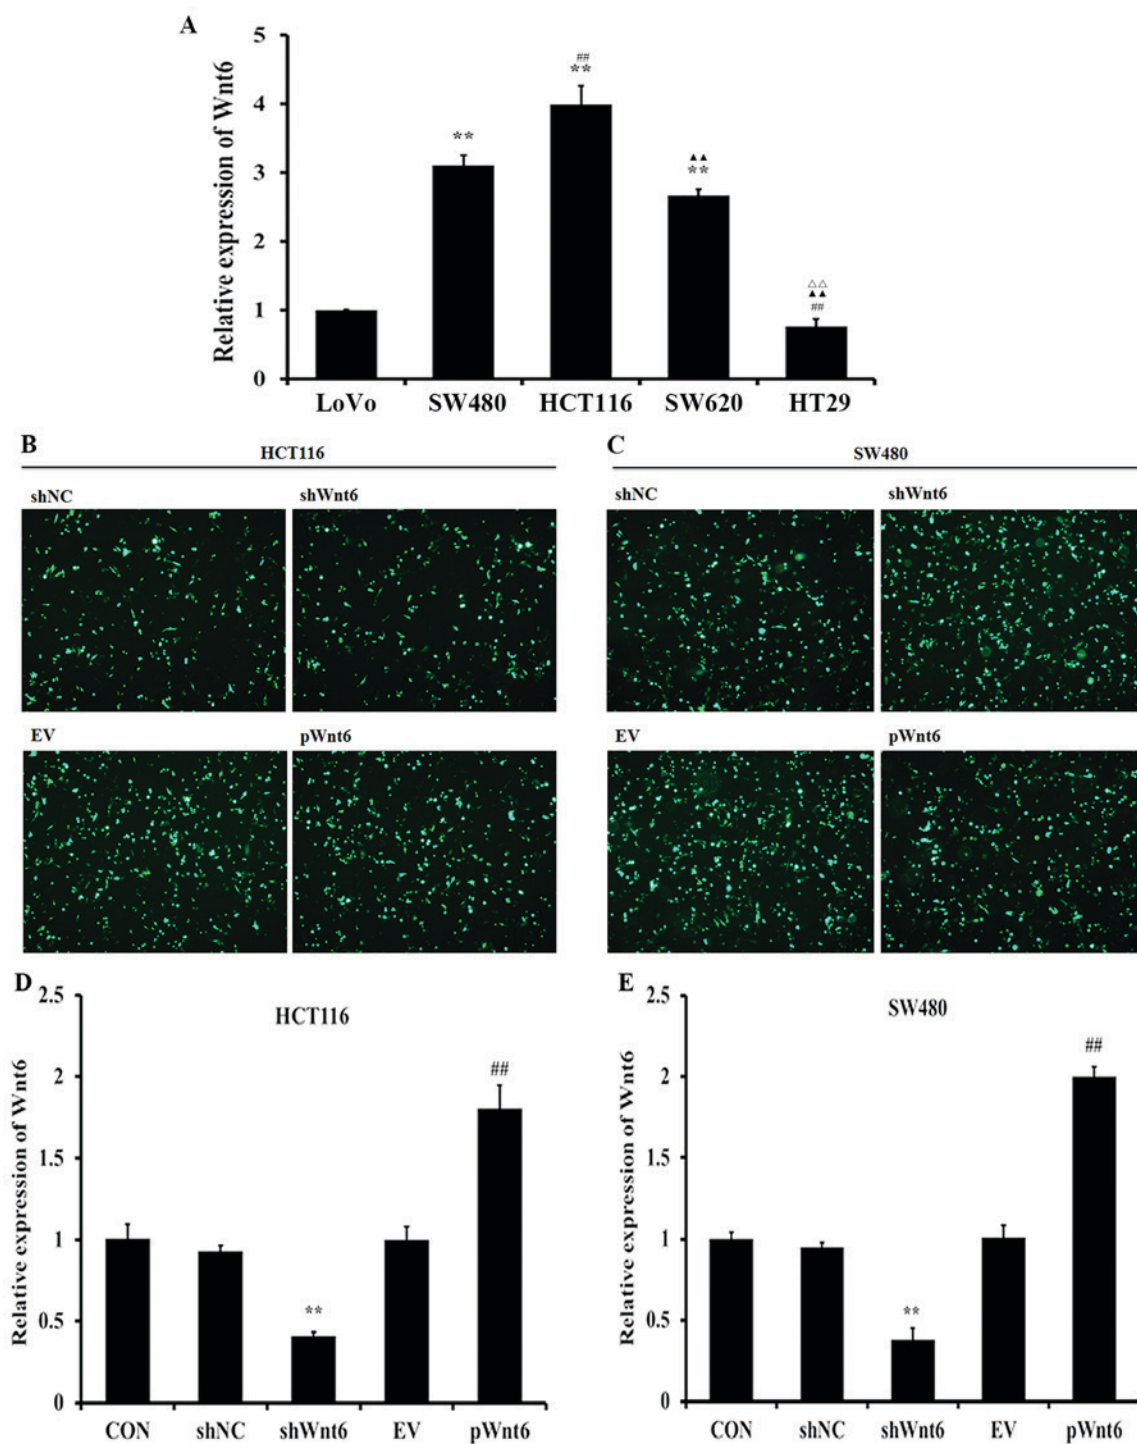 A
Relative expression of Wnt6
5
4
3
2
1
0
**
##
**
▲▲
**
△△
▲▲
##
LoVo SW480 HCT116 SW620 HT29
B
HCT116
shNC shWnt6
EV pWnt6
C
SW480
shNC shWnt6
EV pWnt6
D
HCT116
Relative expression of Wnt6
2.5
2
1.5
1
0.5
0
**
##
CON shNC shWnt6 EV pWnt6
E
SW480
Relative expression of Wnt6
2.5
2
1.5
1
0.5
0
**
##
CON shNC shWnt6 EV pWnt6